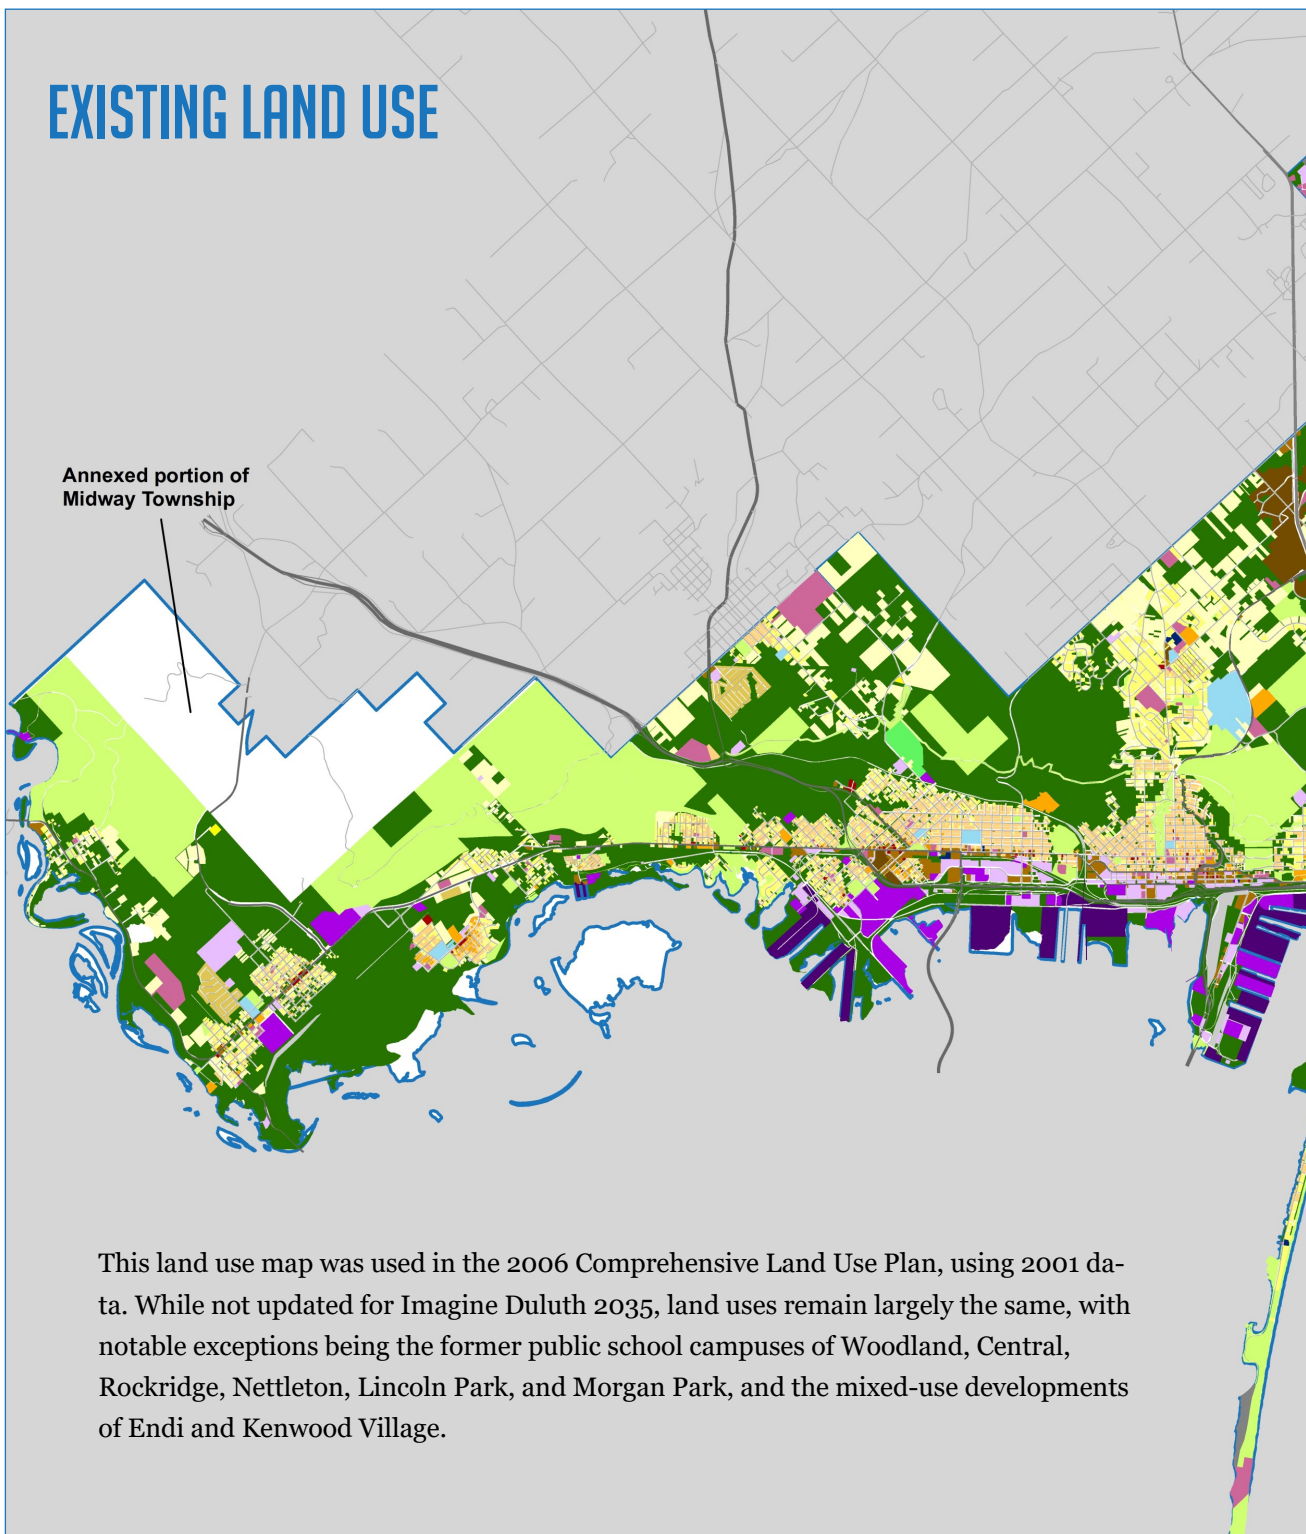 EXISTING LAND USE
Annexed portion of
Midway Township
This land use map was used in the 2006 Comprehensive Land Use Plan, using 2001 da-
ta. While not updated for Imagine Duluth 2035, land uses remain largely the same, with
notable exceptions being the former public school campuses of Woodland, Central,
Rockridge, Nettleton, Lincoln Park, and Morgan Park, and the mixed-use developments
of Endi and Kenwood Village.